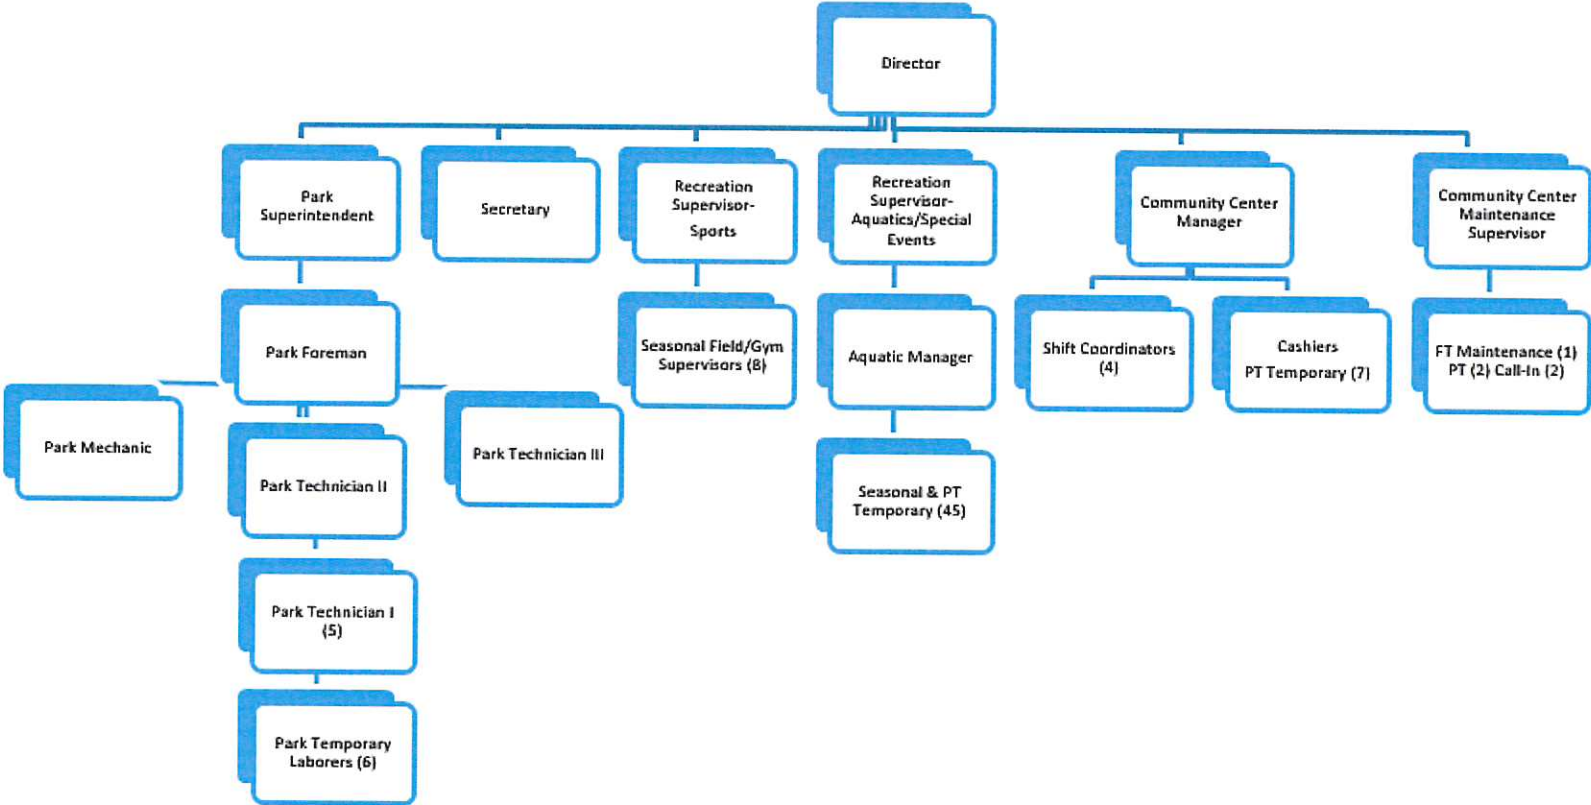 Director
Park
Superintendent
Secretary
Recreation
Supervisor-
Sports
Recreation
Supervisor-
Aquatics/Special
Events
Community Center
Manager
Community Center
Maintenance
Supervisor
Park Foreman
Seasonal Field/Gym
Supervisors (8)
Aquatic Manager
Shift Coordinators
(4)
Cashiers
PT Temporary (7)
FT Maintenance (1)
PT (2) Call-In (2)
Park Mechanic
Park Technician II
Park Technician III
Seasonal & PT
Temporary (45)
Park Technician I
(5)
Park Temporary
Laborers (6)